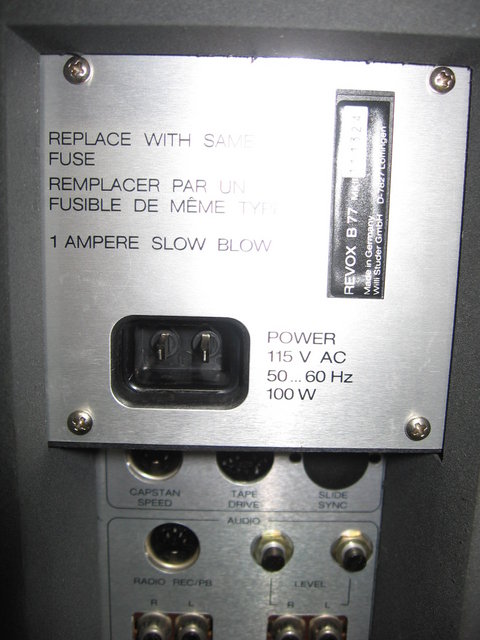 REPLACE WITH SAME
FUSE
REMPLACER PAR UN
FUSIBLE DE MÊME TYPE
1 AMPERE SLOW BLOW
REVOX B 77
Made in Germany
Willi Studer GmbH D-7827 Löffingen
POWER
115 V AC
50...60 Hz
100 W
CAPSTAN
SPEED
TAPE
DRIVE
SLIDE
SYNC
AUDIO
RADIO REC/PB
LEVEL
R L
R L